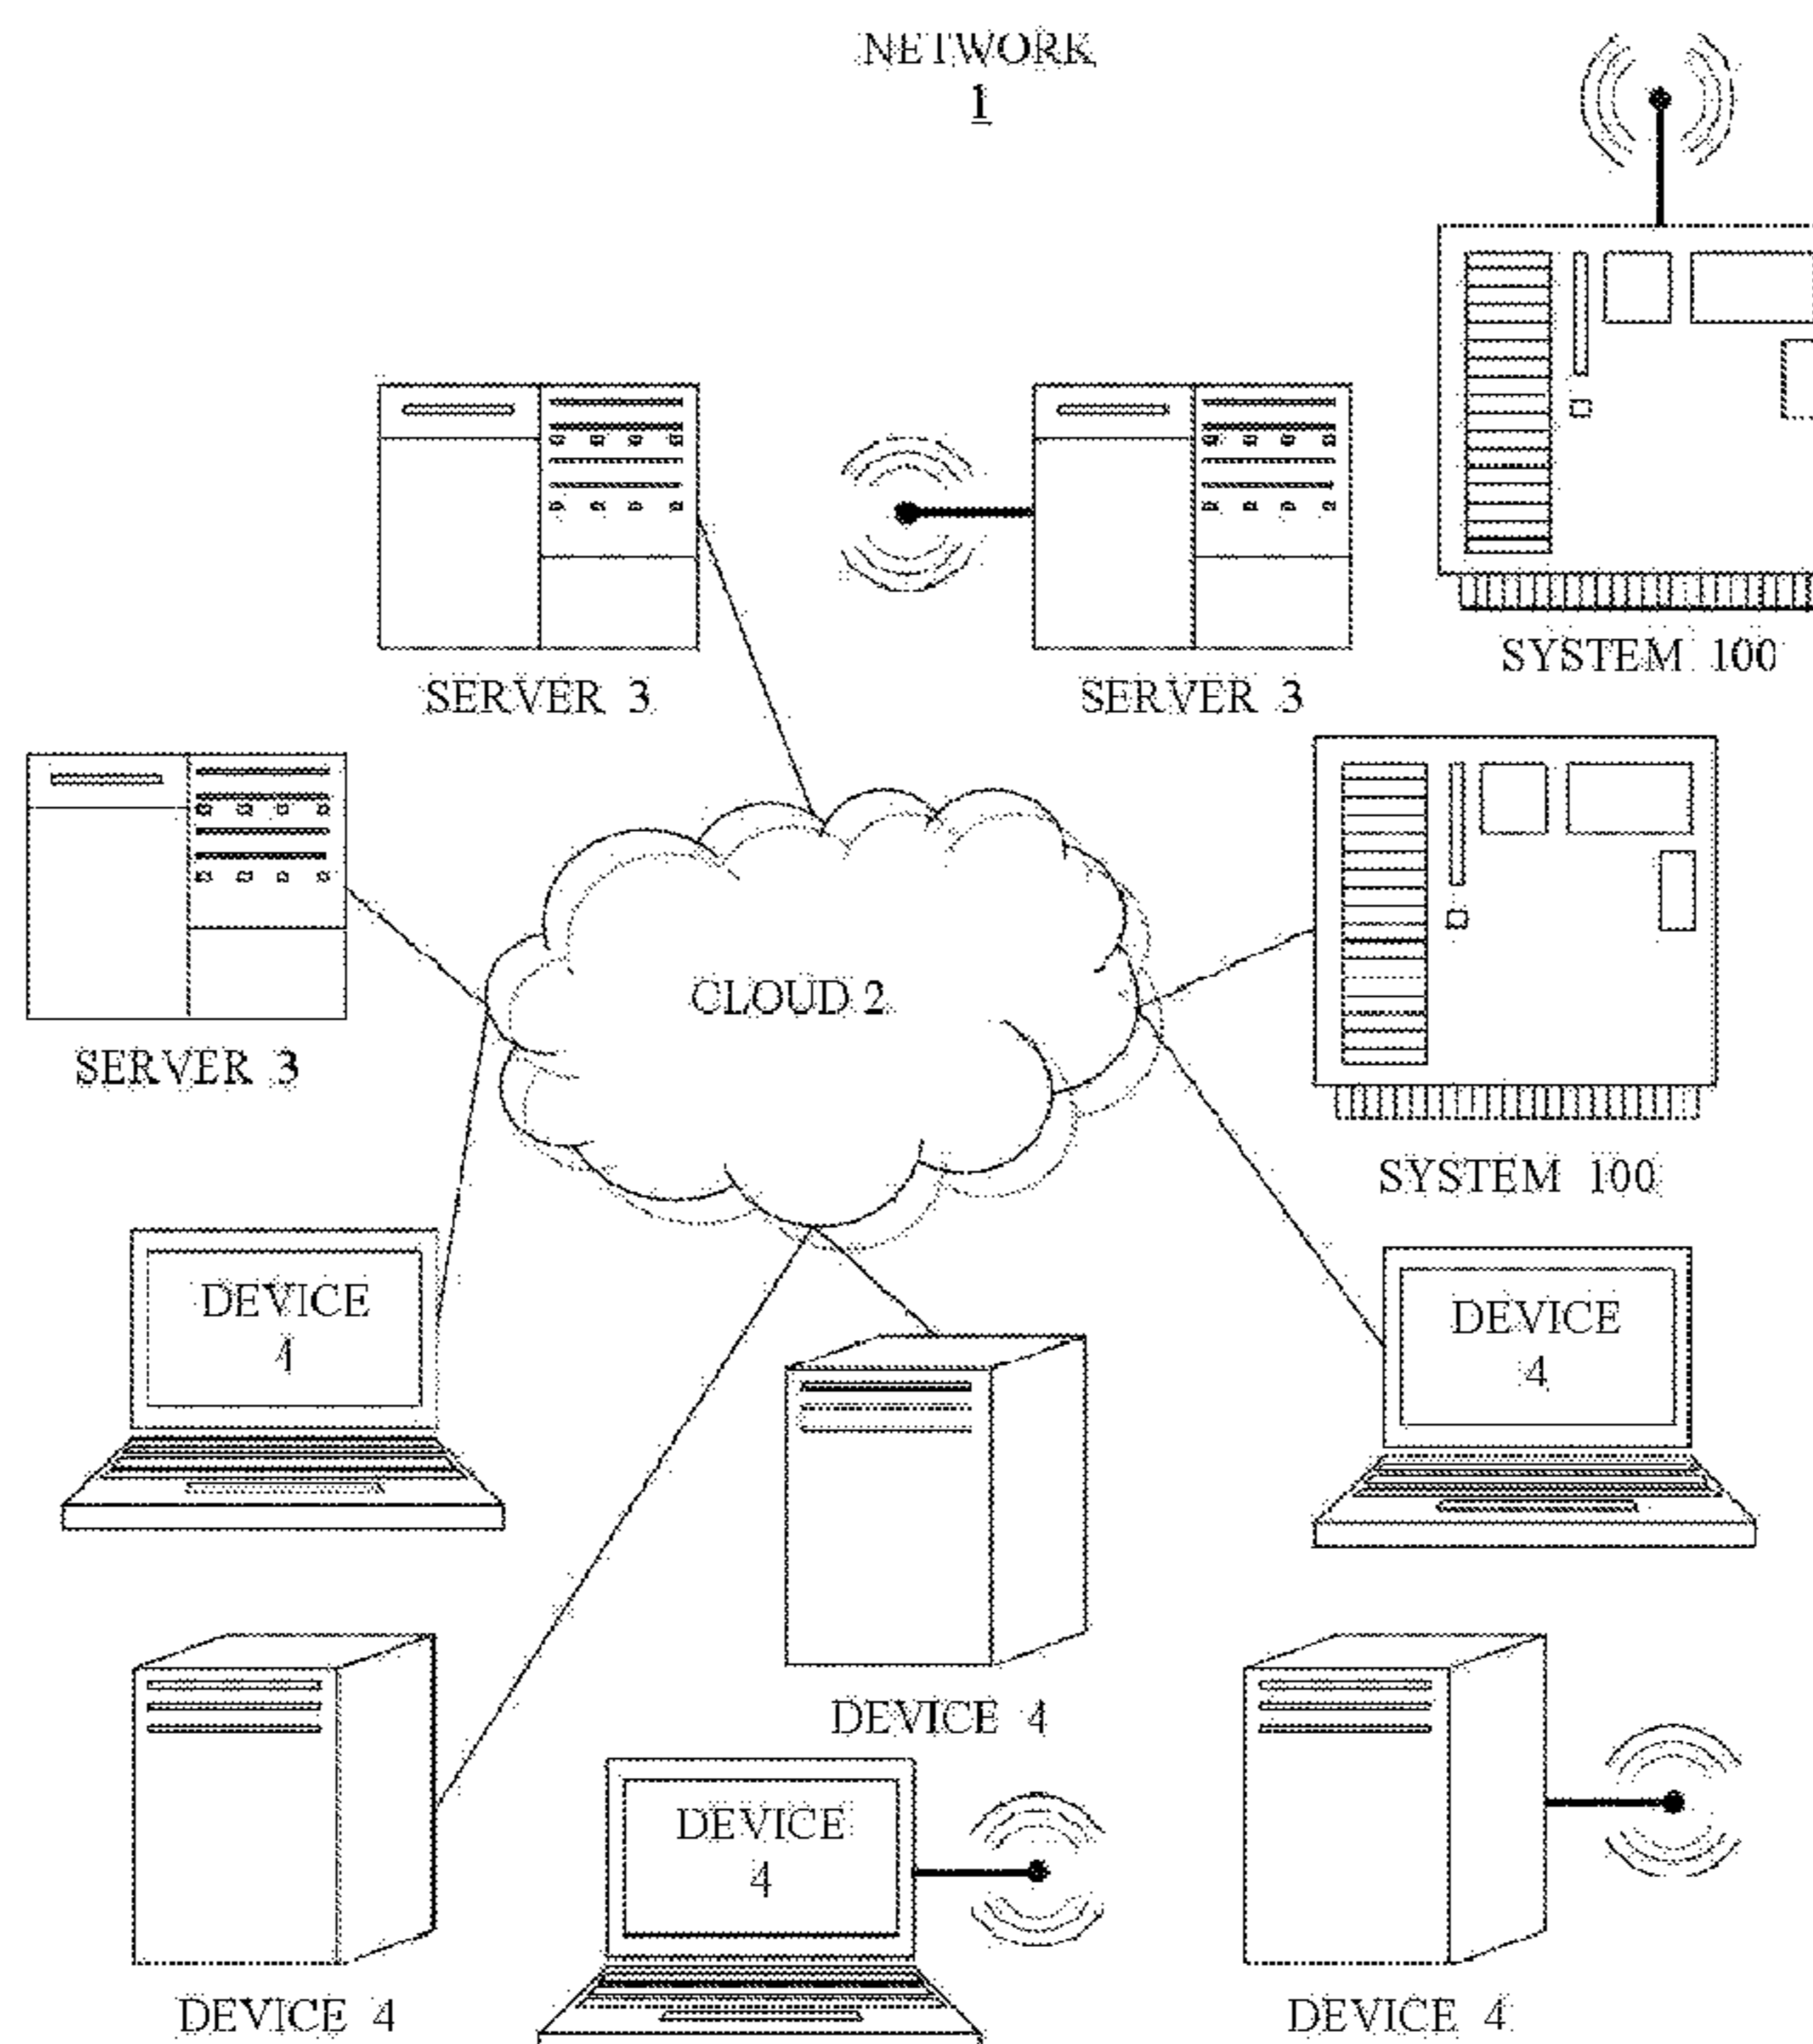 NETWORK
1
SYSTEM 100
SERVER 3
SERVER 3
SERVER 3
CLOUD 2
SYSTEM 100
DEVICE
4
DEVICE
4
DEVICE 4
DEVICE
4
DEVICE 4
DEVICE 4